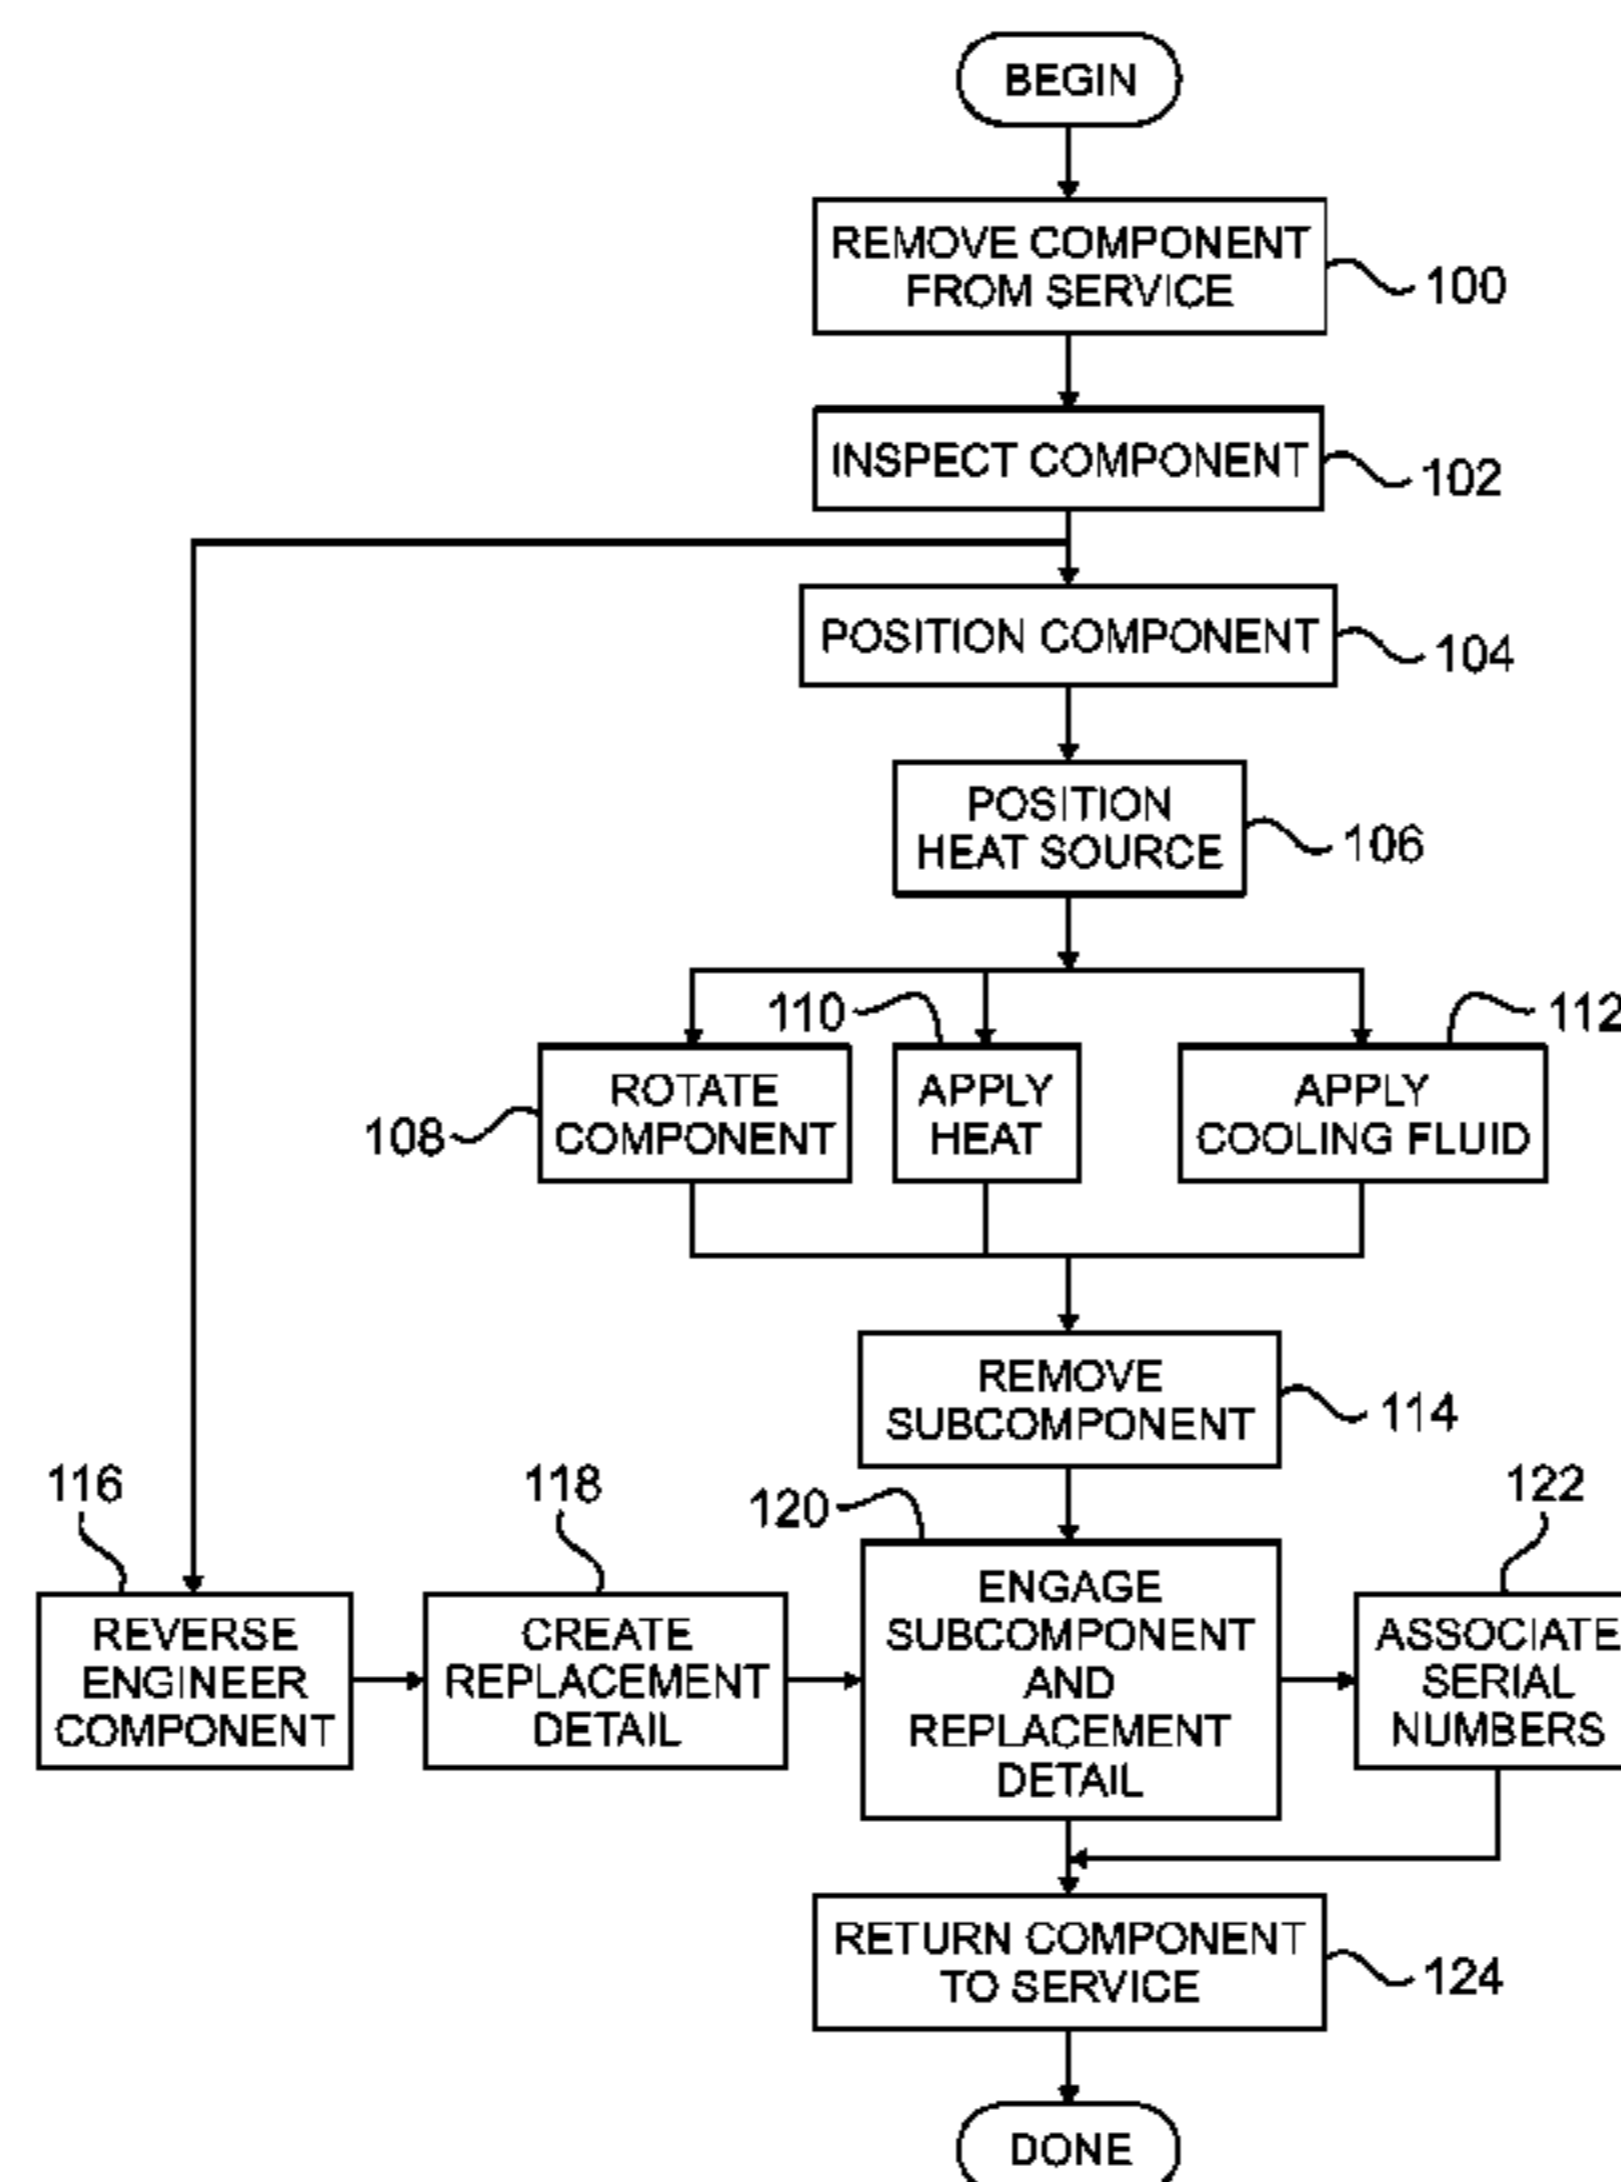 BEGIN
REMOVE COMPONENT
FROM SERVICE
100
INSPECT COMPONENT
102
POSITION COMPONENT
104
POSITION
HEAT SOURCE
106
110
112
108
ROTATE
COMPONENT
APPLY
HEAT
APPLY
COOLING FLUID
REMOVE
SUBCOMPONENT
114
116
118
120
122
REVERSE
ENGINEER
COMPONENT
CREATE
REPLACEMENT
DETAIL
ENGAGE
SUBCOMPONENT
AND
REPLACEMENT
DETAIL
ASSOCIATE
SERIAL
NUMBERS
RETURN COMPONENT
TO SERVICE
124
DONE